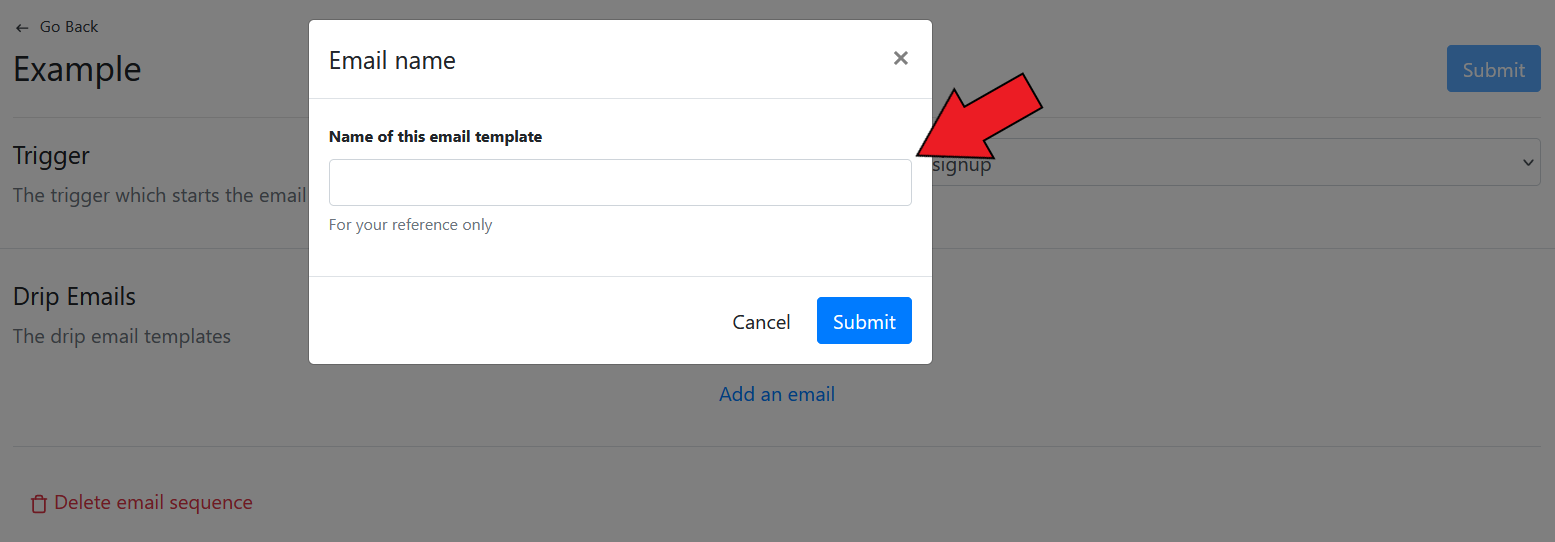 Go Back
Example
Submit
Email name
Name of this email template
For your reference only
Cancel
Submit
Trigger
The trigger which starts the email
signup
Drip Emails
The drip email templates
Add an email
Delete email sequence